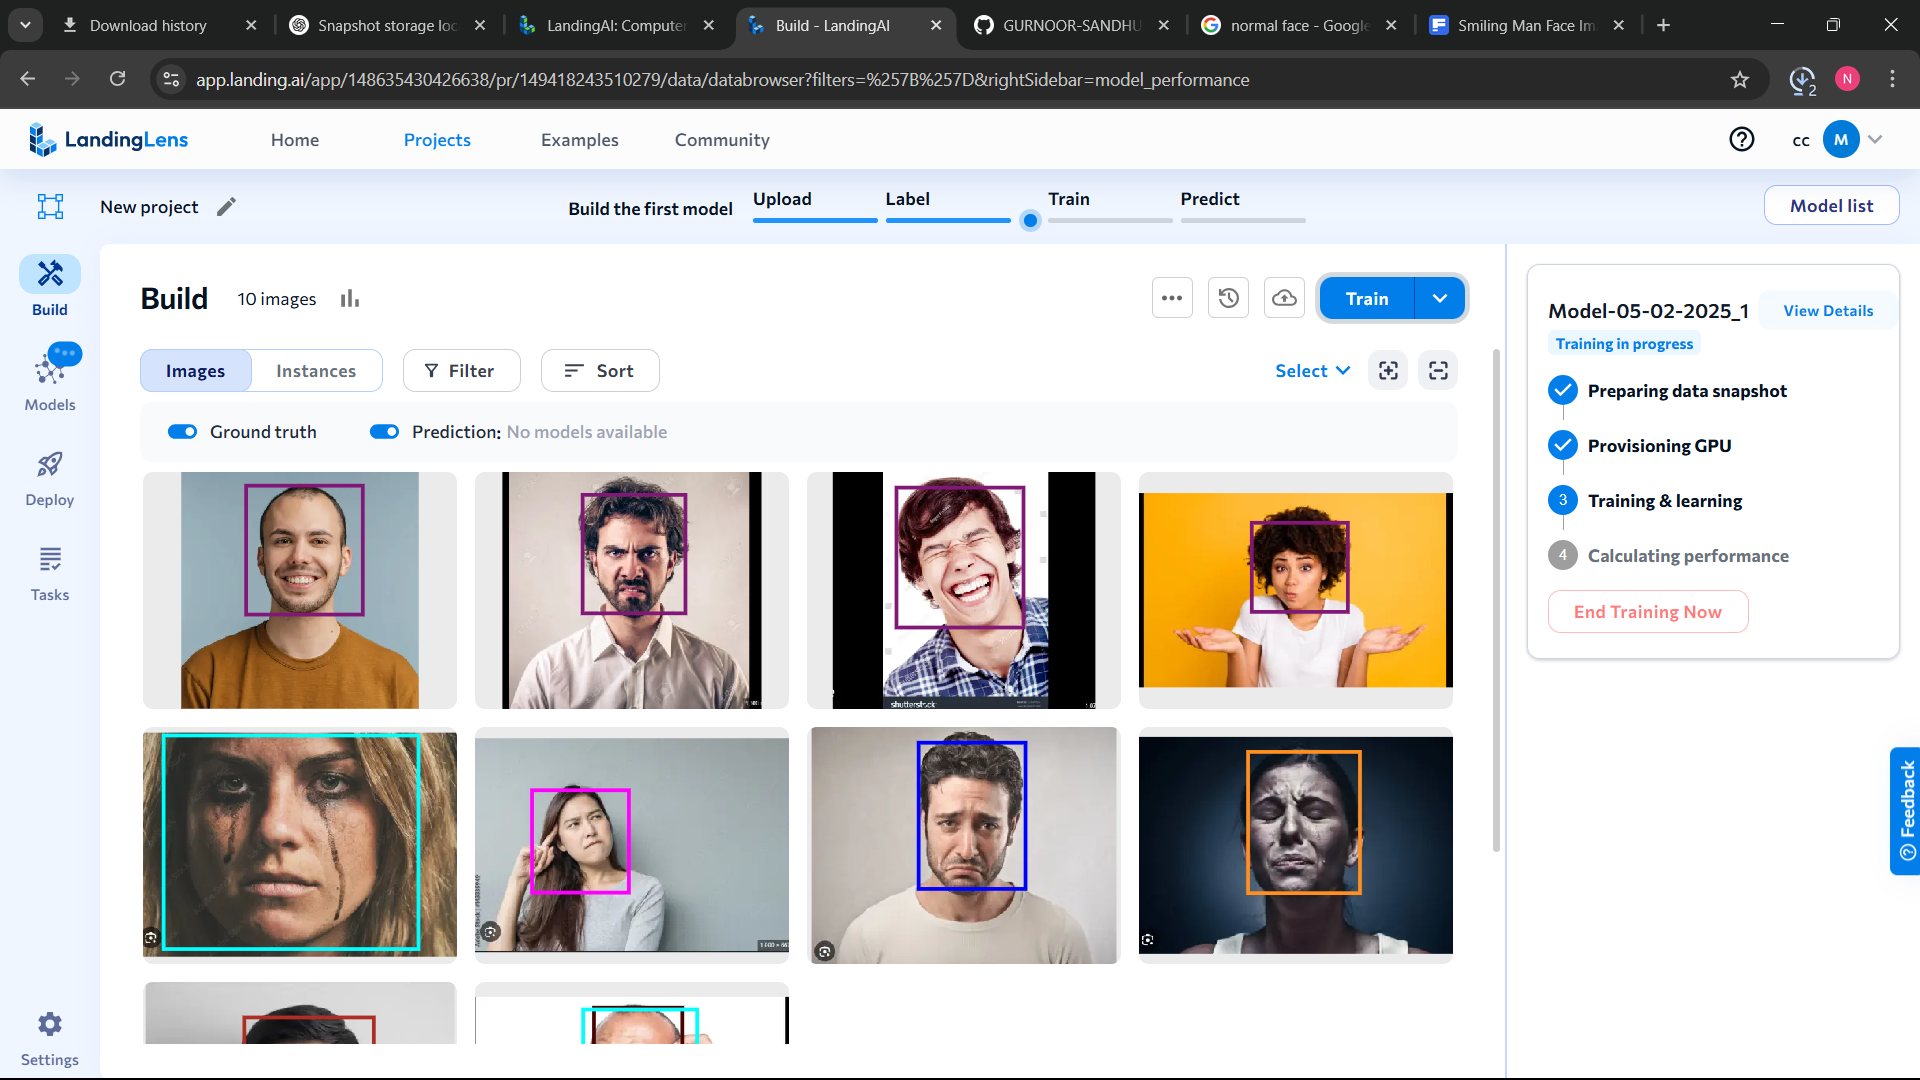 Download history
Snapshot storage loc
LandingAI: Computer
Build - LandingAI
GURNOOR-SANDHU
normal face - Google
Smiling Man Face Im
app.landing.ai/app/148635430426638/pr/149418243510279/data/databrowser?filters=%257B%257D&rightSidebar=model_performance
2
N
LandingLens
Home
Projects
Examples
Community
cc
M
New project
Build the first model
Upload
Label
Train
Predict
Model list
Build
Models
Deploy
Tasks
Settings
Build
10 images
Train
Images
Instances
Filter
Sort
Select
Ground truth
Prediction: No models available
shutterstock
Model-05-02-2025_1
View Details
Training in progress
Preparing data snapshot
Provisioning GPU
3 Training & learning
4 Calculating performance
End Training Now
Feedback